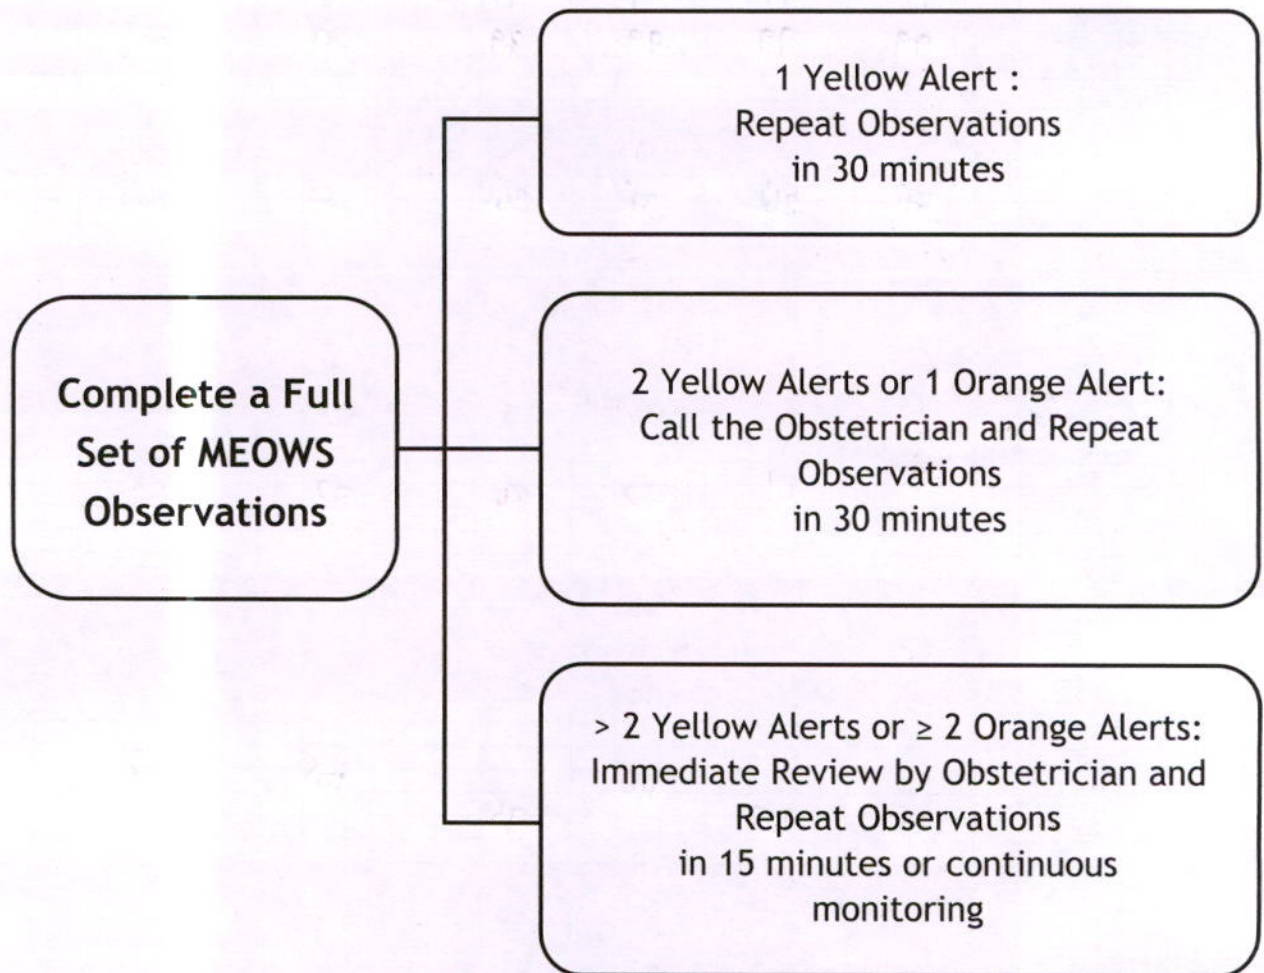 1 Yellow Alert :
Repeat Observations
in 30 minutes
Complete a Full
Set of MEOWS
Observations
2 Yellow Alerts or 1 Orange Alert:
Call the Obstetrician and Repeat
Observations
in 30 minutes
> 2 Yellow Alerts or ≥ 2 Orange Alerts:
Immediate Review by Obstetrician and
Repeat Observations
in 15 minutes or continuous
monitoring